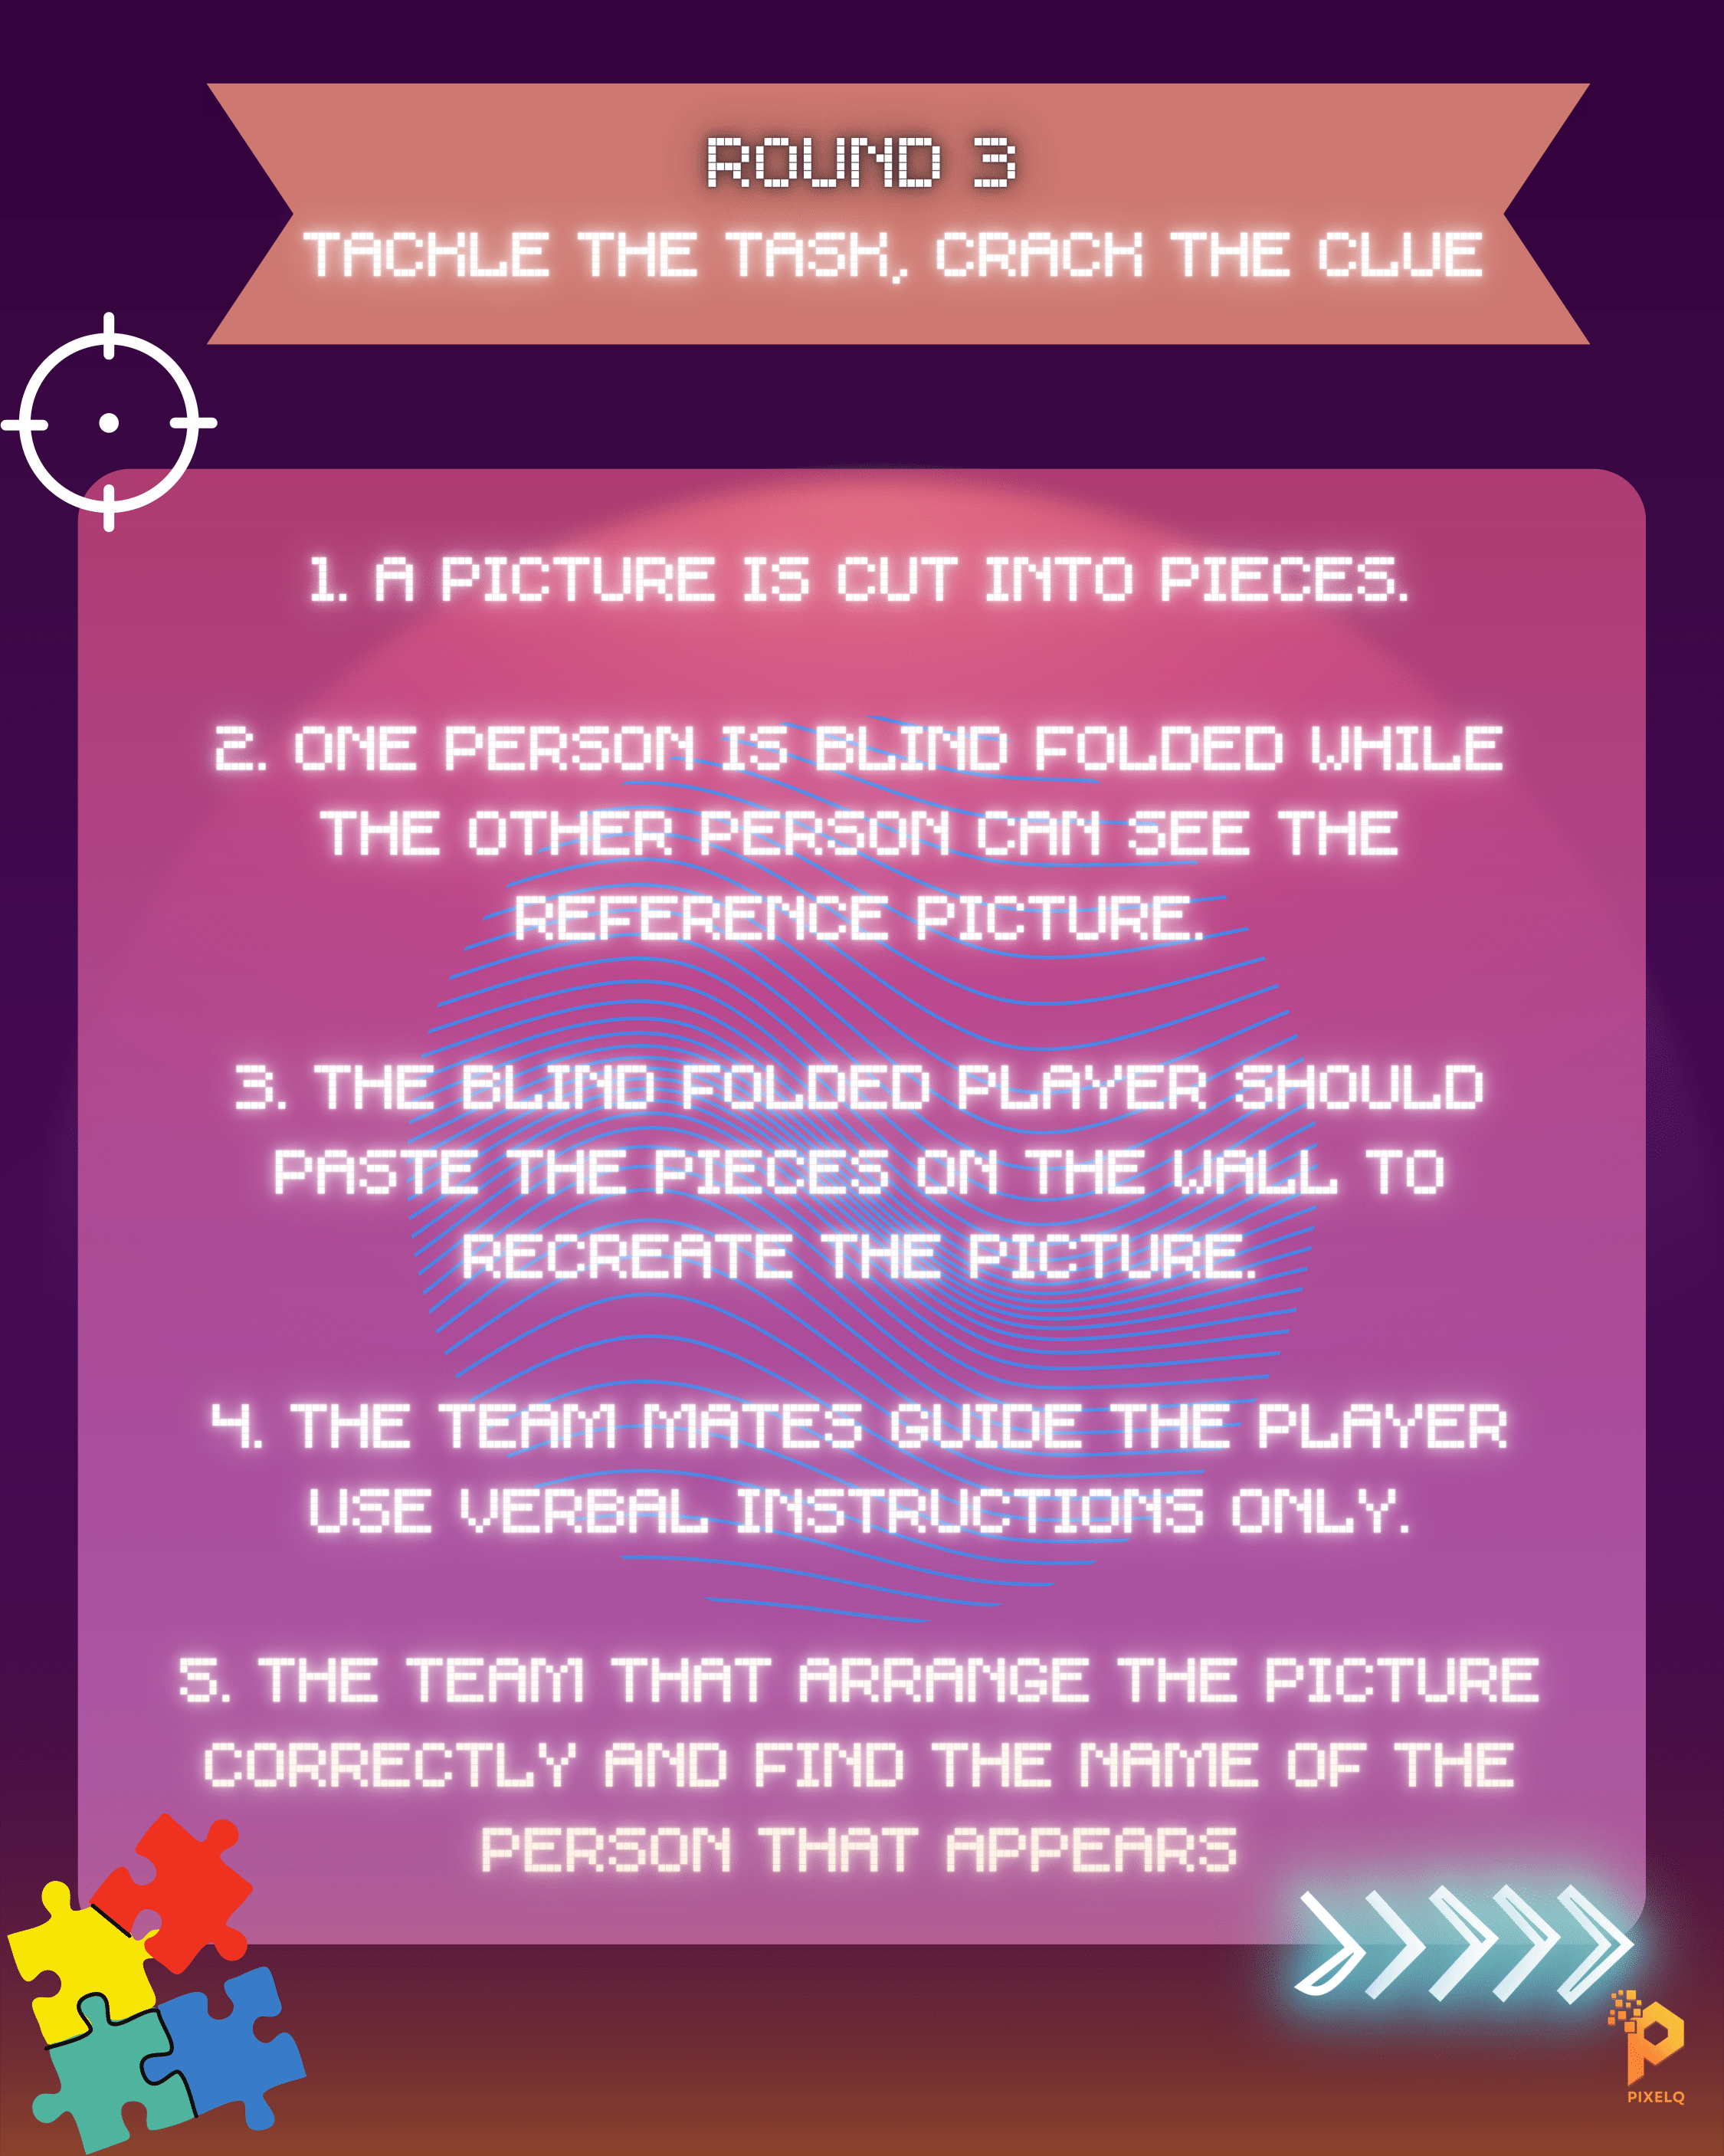 ROUND 3
TACKLE THE TASK, CRACK THE CLUE
1. A PICTURE IS CUT INTO PIECES.
2. ONE PERSON IS BLIND FOLDED WHILE
THE OTHER PERSON CAN SEE THE
REFERENCE PICTURE.
3. THE BLIND FOLDED PLAYER SHOULD
PASTE THE PIECES ON THE WALL TO
RECREATE THE PICTURE.
4. THE TEAM MATES GUIDE THE PLAYER
USE VERBAL INSTRUCTIONS ONLY.
5. THE TEAM THAT ARRANGE THE PICTURE
CORRECTLY AND FIND THE NAME OF THE
PERSON THAT APPEARS
PIXELQ